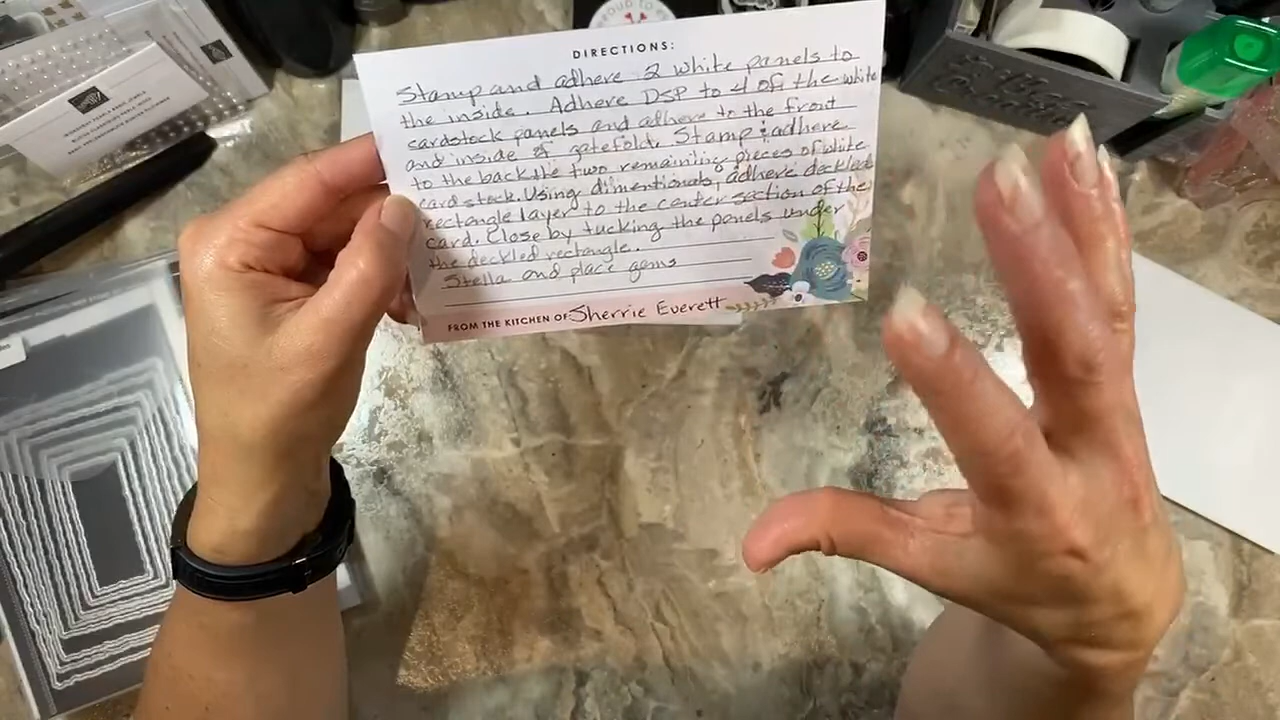 DIRECTIONS:
Stamp and adhere 2 white panels to
the inside. Adhere DSP to 4 of the white
cardstock panels and adhere to the front
and inside of gatefold. Stamp & adhere
to the back the two remaining pieces of white
card stock. Using dimentionals, adhere deckled
rectangle layer to the center section of the
card. Close by tucking the panels under
the deckled rectangle.
Stella and place gems
FROM THE KITCHEN OF Sherrie Everett
PROUD TO